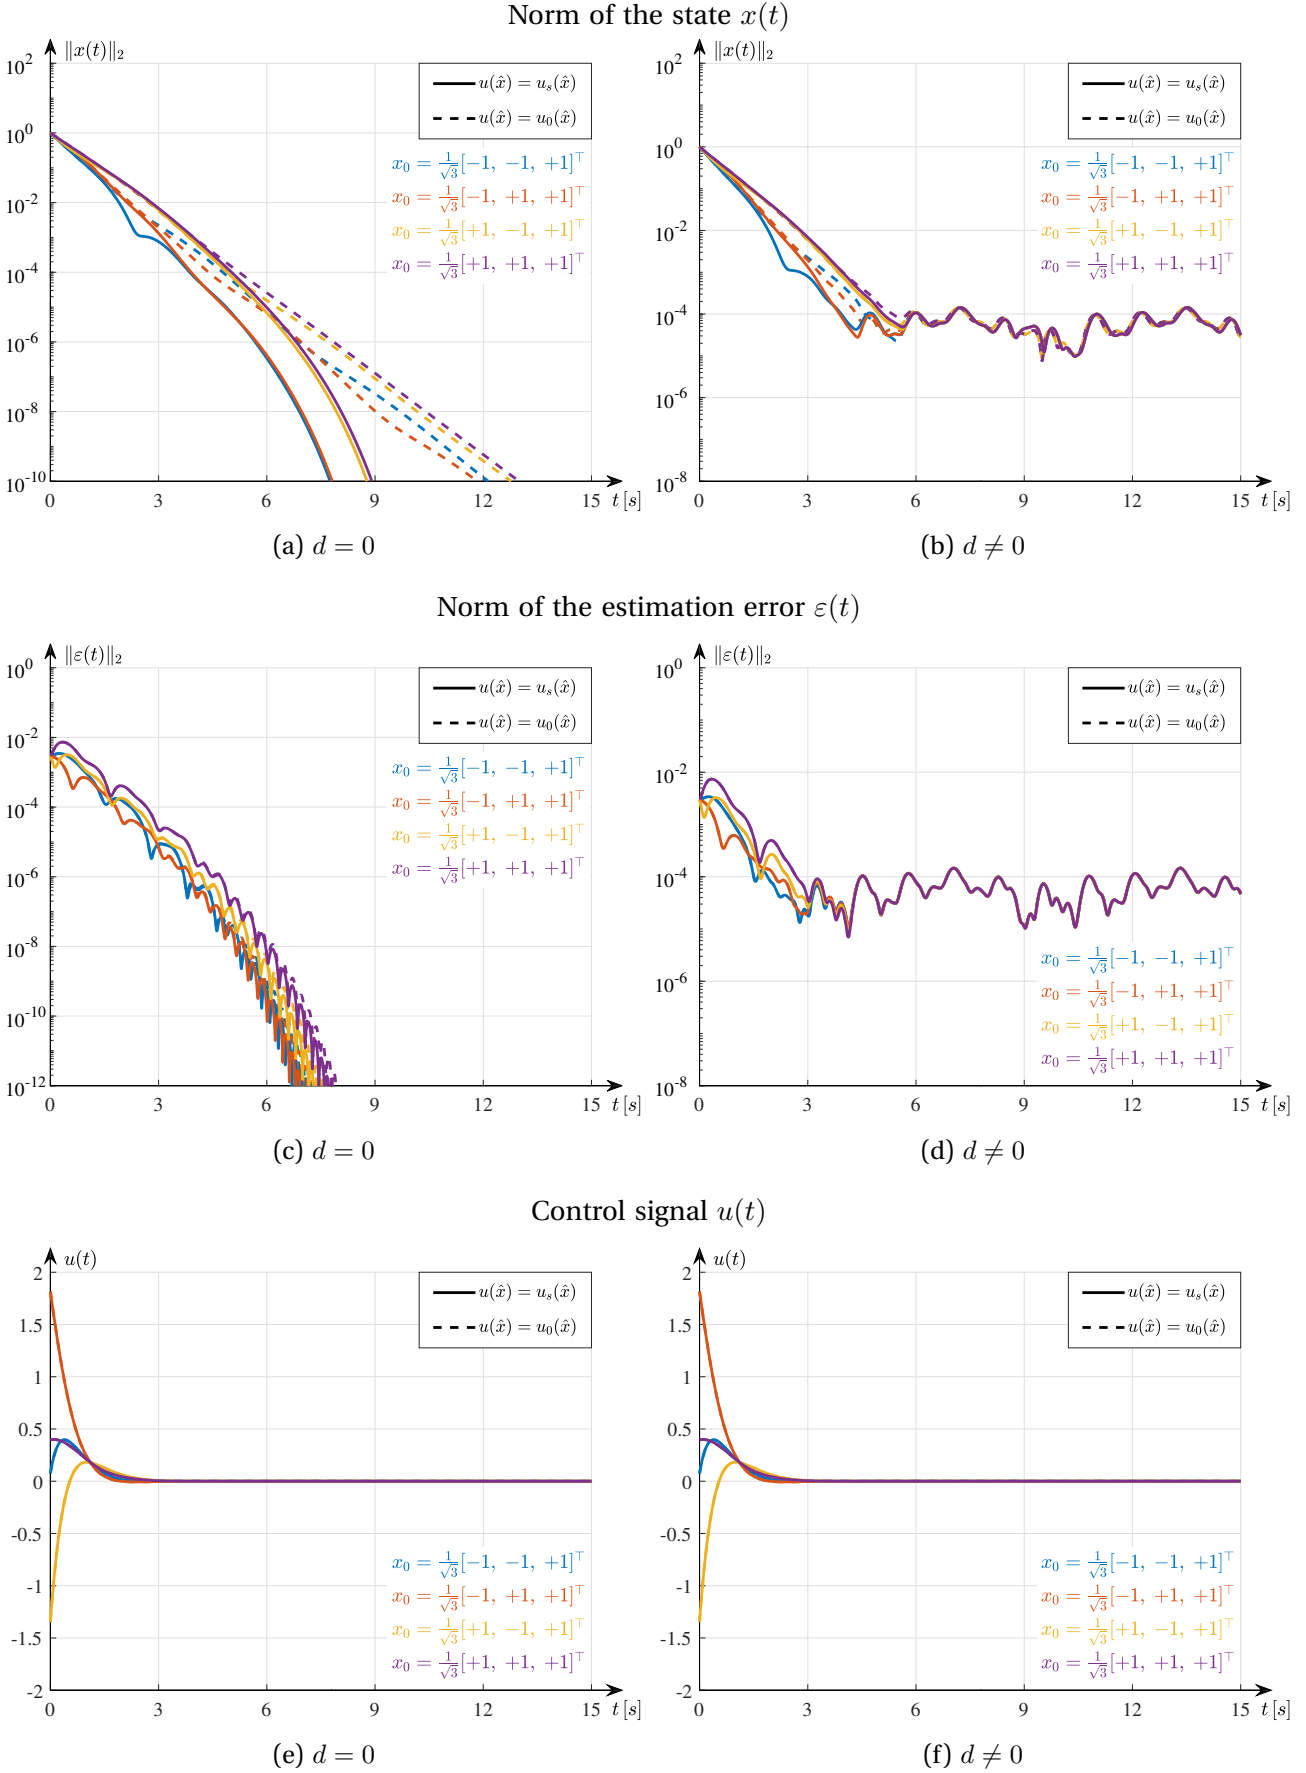 Norm of the state x(t)
‖x(t)‖₂
10²
10⁰
10⁻²
10⁻⁴
10⁻⁶
10⁻⁸
10⁻¹⁰
u(x̂) = uₛ(x̂)
u(x̂) = u₀(x̂)
x₀ = 1/√3 [−1, −1, +1]⊤
x₀ = 1/√3 [−1, +1, +1]⊤
x₀ = 1/√3 [+1, −1, +1]⊤
x₀ = 1/√3 [+1, +1, +1]⊤
0 3 6 9 12 15 t [s]
(a) d = 0
‖x(t)‖₂
10²
10⁰
10⁻²
10⁻⁴
10⁻⁶
10⁻⁸
u(x̂) = uₛ(x̂)
u(x̂) = u₀(x̂)
x₀ = 1/√3 [−1, −1, +1]⊤
x₀ = 1/√3 [−1, +1, +1]⊤
x₀ = 1/√3 [+1, −1, +1]⊤
x₀ = 1/√3 [+1, +1, +1]⊤
0 3 6 9 12 15 t [s]
(b) d ≠ 0
Norm of the estimation error ε(t)
‖ε(t)‖₂
10⁰
10⁻²
10⁻⁴
10⁻⁶
10⁻⁸
10⁻¹⁰
10⁻¹²
u(x̂) = uₛ(x̂)
u(x̂) = u₀(x̂)
x₀ = 1/√3 [−1, −1, +1]⊤
x₀ = 1/√3 [−1, +1, +1]⊤
x₀ = 1/√3 [+1, −1, +1]⊤
x₀ = 1/√3 [+1, +1, +1]⊤
0 3 6 9 12 15 t [s]
(c) d = 0
‖ε(t)‖₂
10⁰
10⁻²
10⁻⁴
10⁻⁶
10⁻⁸
u(x̂) = uₛ(x̂)
u(x̂) = u₀(x̂)
x₀ = 1/√3 [−1, −1, +1]⊤
x₀ = 1/√3 [−1, +1, +1]⊤
x₀ = 1/√3 [+1, −1, +1]⊤
x₀ = 1/√3 [+1, +1, +1]⊤
0 3 6 9 12 15 t [s]
(d) d ≠ 0
Control signal u(t)
u(t)
2
1.5
1
0.5
0
-0.5
-1
-1.5
-2
u(x̂) = uₛ(x̂)
u(x̂) = u₀(x̂)
x₀ = 1/√3 [−1, −1, +1]⊤
x₀ = 1/√3 [−1, +1, +1]⊤
x₀ = 1/√3 [+1, −1, +1]⊤
x₀ = 1/√3 [+1, +1, +1]⊤
0 3 6 9 12 15 t [s]
(e) d = 0
u(t)
2
1.5
1
0.5
0
-0.5
-1
-1.5
-2
u(x̂) = uₛ(x̂)
u(x̂) = u₀(x̂)
x₀ = 1/√3 [−1, −1, +1]⊤
x₀ = 1/√3 [−1, +1, +1]⊤
x₀ = 1/√3 [+1, −1, +1]⊤
x₀ = 1/√3 [+1, +1, +1]⊤
0 3 6 9 12 15 t [s]
(f) d ≠ 0